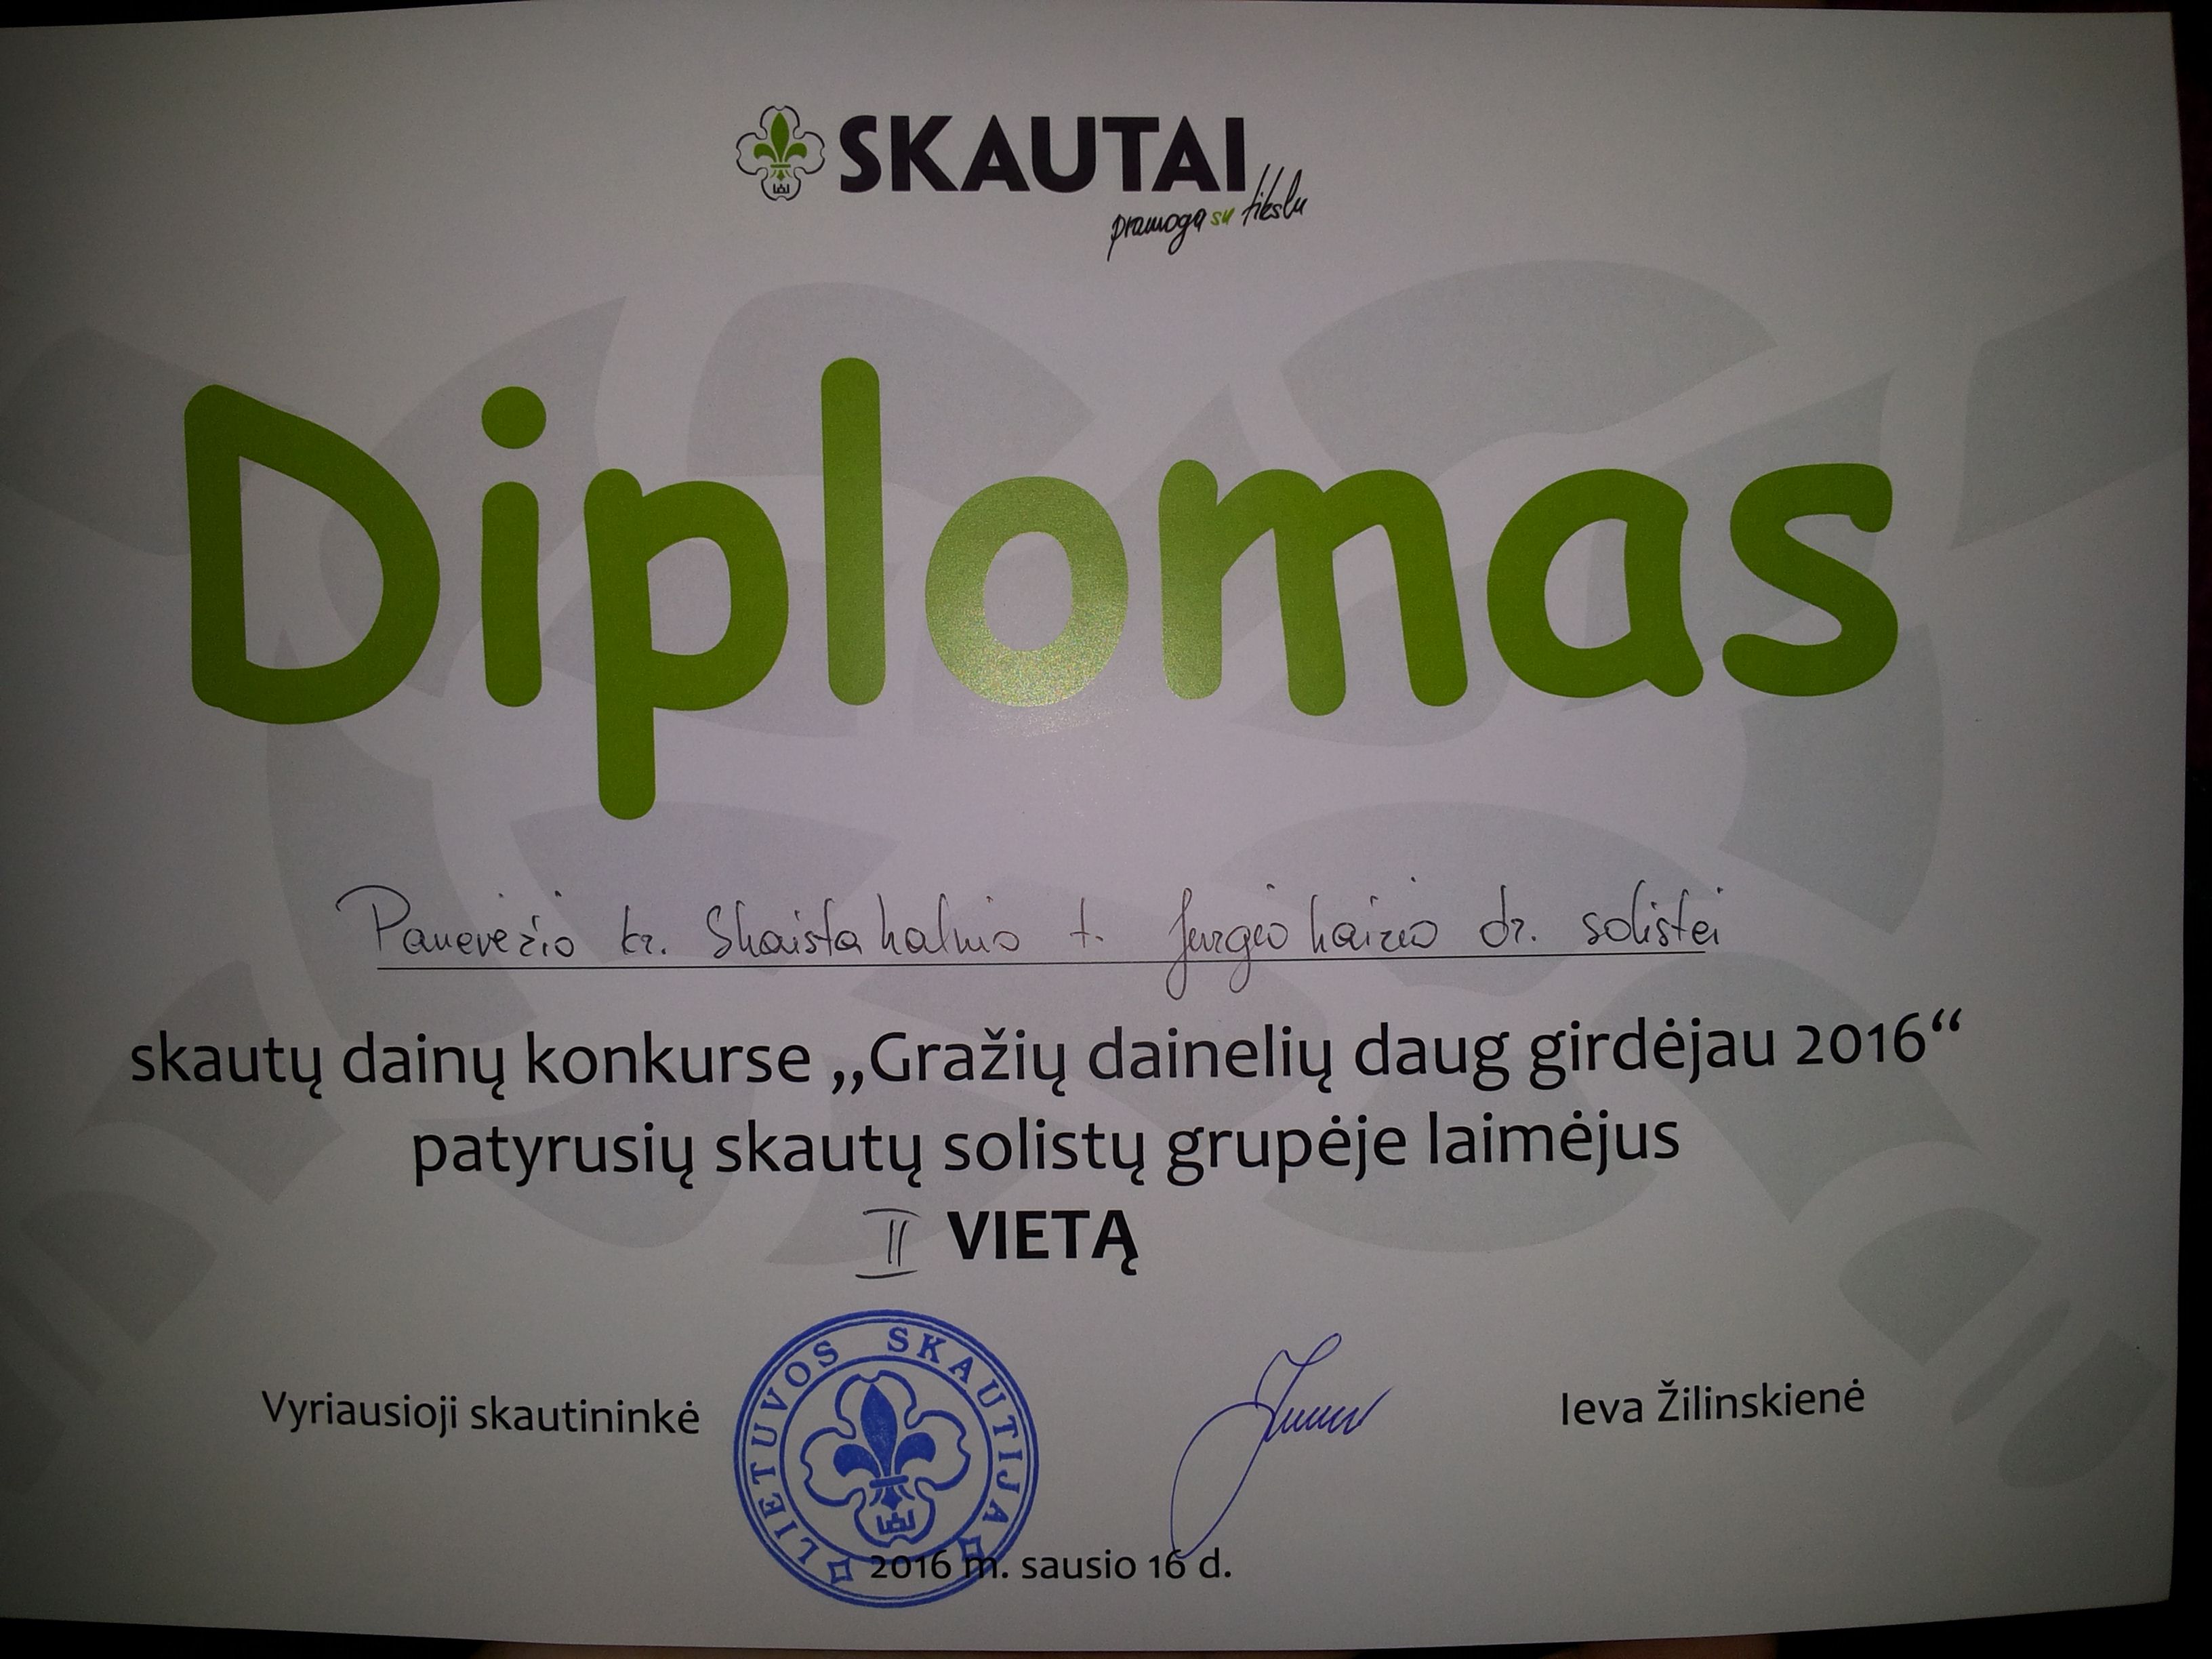 SKAUTAI
pramoga su tikslu
Diplomas
Panevėžio kr. Skaistakalnio t. Jurgio kairio dr. solistei
skautų dainų konkurse „Gražių dainelių daug girdėjau 2016“
patyrusių skautų solistų grupėje laimėjus
II VIETĄ
Vyriausioji skautininkė
LIETUVOS SKAUTIJA
Ieva Žilinskienė
2016 m. sausio 16 d.